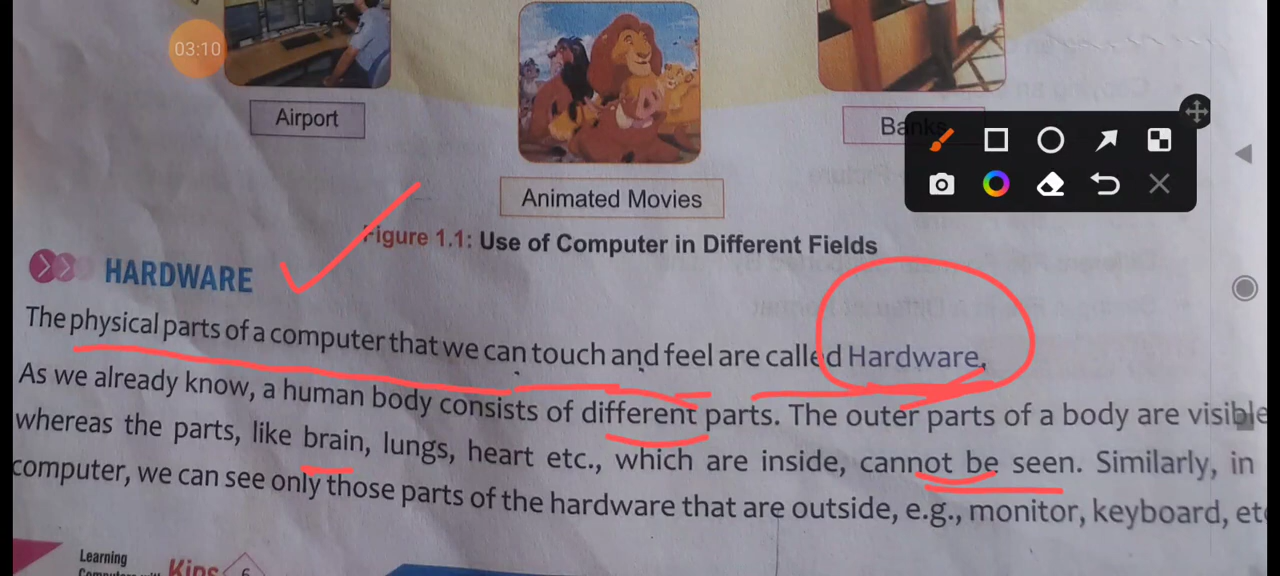 03:10
Airport
Animated Movies
Banks
Figure 1.1: Use of Computer in Different Fields
HARDWARE
The physical parts of a computer that we can touch and feel are called Hardware,
As we already know, a human body consists of different parts. The outer parts of a body are visible
whereas the parts, like brain, lungs, heart etc., which are inside, cannot be seen. Similarly, in
computer, we can see only those parts of the hardware that are outside, e.g., monitor, keyboard, etc
Learning
Kips
6